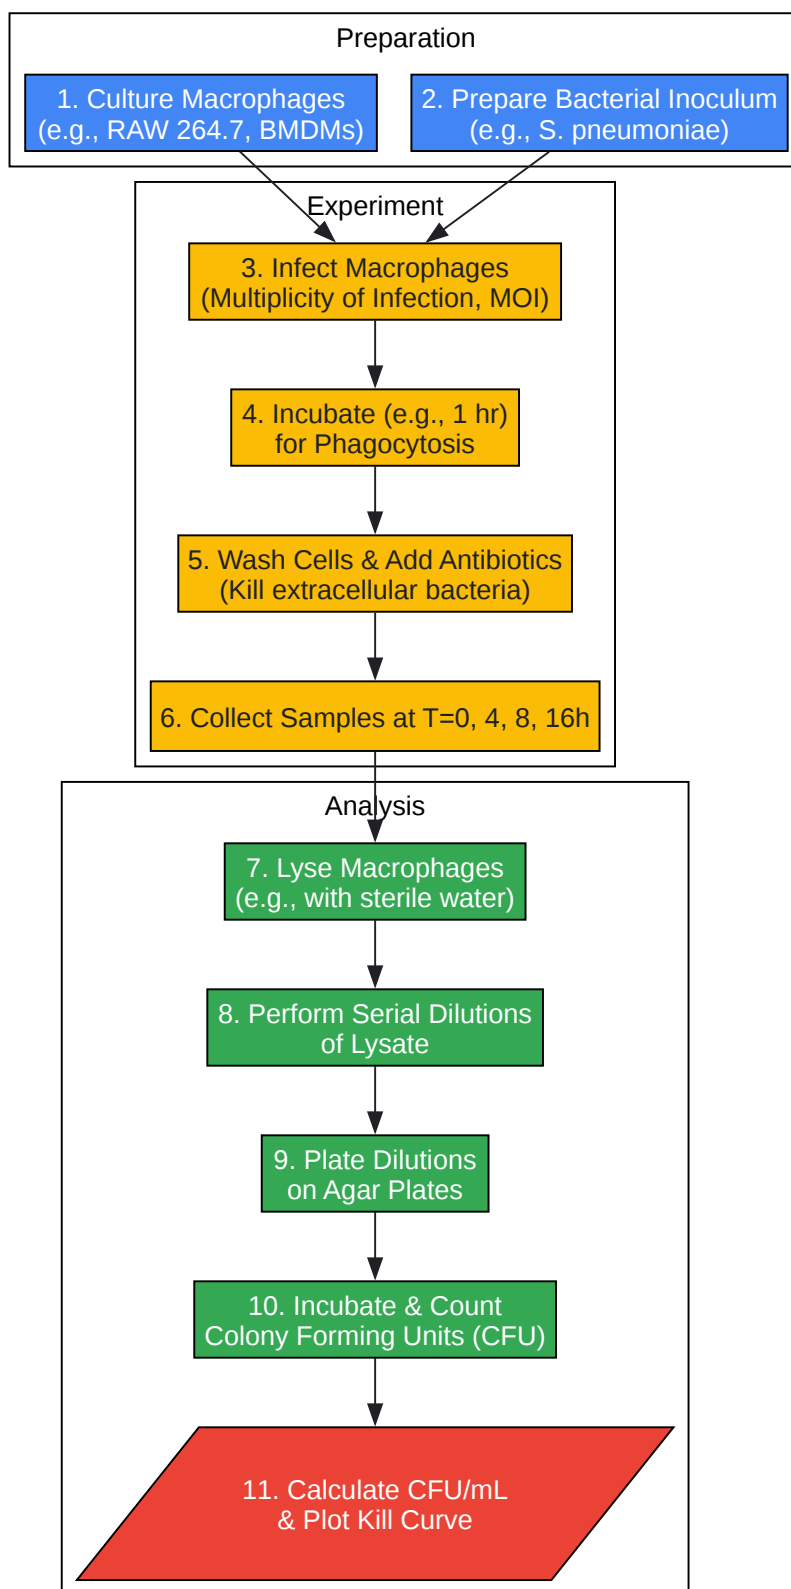 Preparation
1. Culture Macrophages
(e.g., RAW 264.7, BMDMs)
2. Prepare Bacterial Inoculum
(e.g., S. pneumoniae)
Experiment
3. Infect Macrophages
(Multiplicity of Infection, MOI)
4. Incubate (e.g., 1 hr)
for Phagocytosis
5. Wash Cells & Add Antibiotics
(Kill extracellular bacteria)
6. Collect Samples at T=0, 4, 8, 16h
Analysis
7. Lyse Macrophages
(e.g., with sterile water)
8. Perform Serial Dilutions
of Lysate
9. Plate Dilutions
on Agar Plates
10. Incubate & Count
Colony Forming Units (CFU)
11. Calculate CFU/mL
& Plot Kill Curve